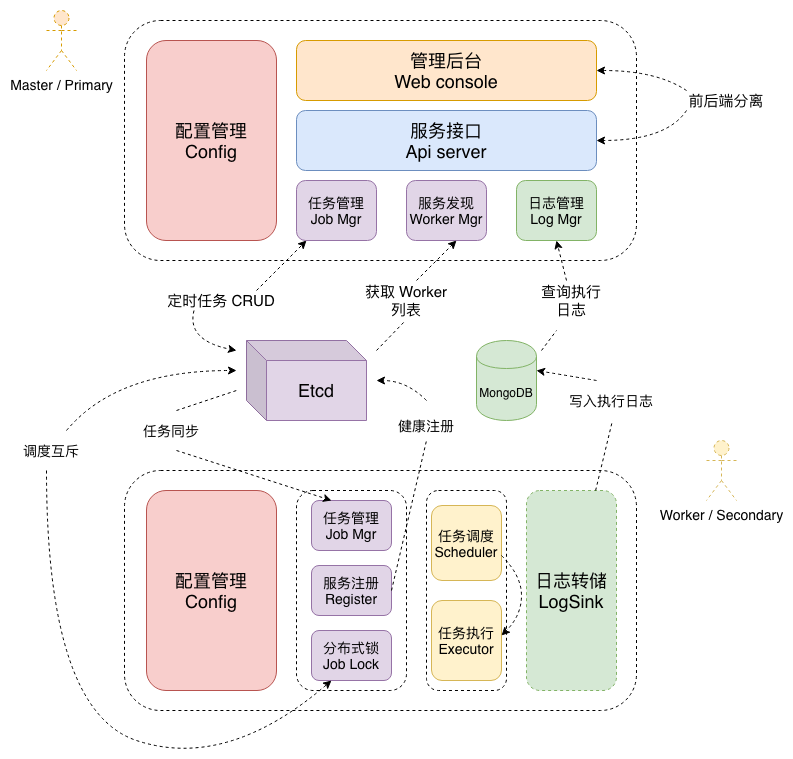 Master / Primary
配置管理
Config
管理后台
Web console
前后端分离
服务接口
Api server
任务管理
Job Mgr
服务发现
Worker Mgr
日志管理
Log Mgr
定时任务 CRUD
获取 Worker
列表
查询执行
日志
Etcd
MongoDB
写入执行日志
健康注册
任务同步
调度互斥
Worker / Secondary
配置管理
Config
任务管理
Job Mgr
服务注册
Register
分布式锁
Job Lock
任务调度
Scheduler
任务执行
Executor
日志转储
LogSink